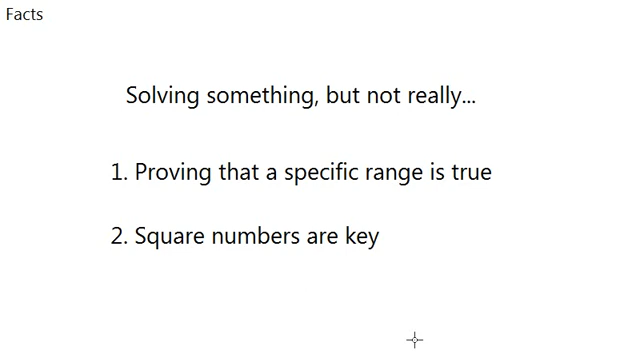 Facts
Solving something, but not really...
1. Proving that a specific range is true
2. Square numbers are key